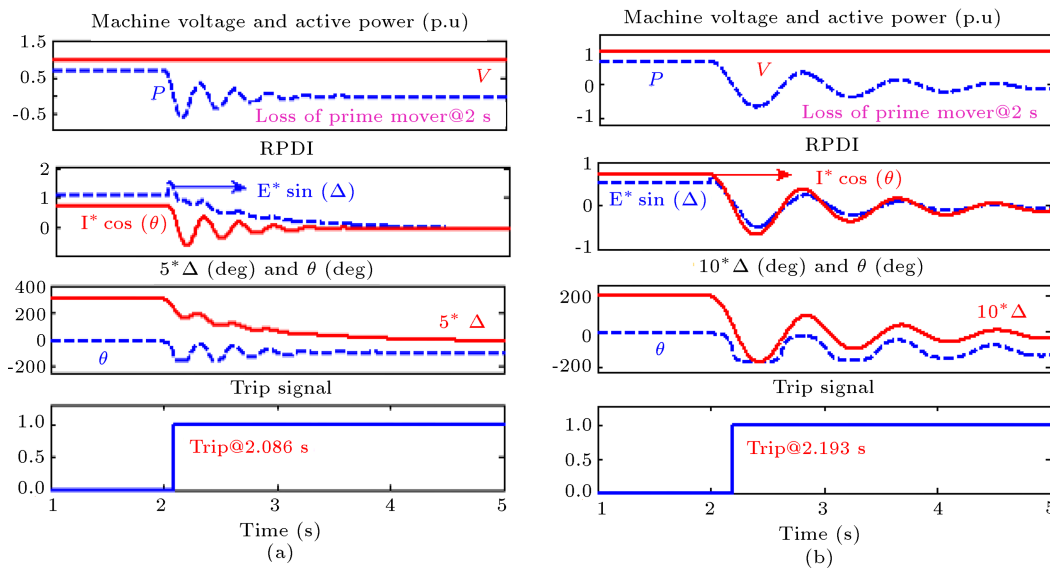 Machine voltage and active power (p.u)
1.5
0.5
-0.5
P
V
Loss of prime mover@2 s
RPDI
2
1
0
E* sin (Δ)
I* cos (θ)
5*Δ (deg) and θ (deg)
400
200
0
-200
5* Δ
θ
Trip signal
1.0
0.5
0.0
Trip@2.086 s
1 2 3 4 5
Time (s)
(a)
Machine voltage and active power (p.u)
1
0
-1
P
V
Loss of prime mover@2 s
RPDI
1
0
-1
I* cos (θ)
E* sin (Δ)
10*Δ (deg) and θ (deg)
200
0
-200
10*Δ
θ
Trip signal
1.0
0.5
0.0
Trip@2.193 s
1 2 3 4 5
Time (s)
(b)